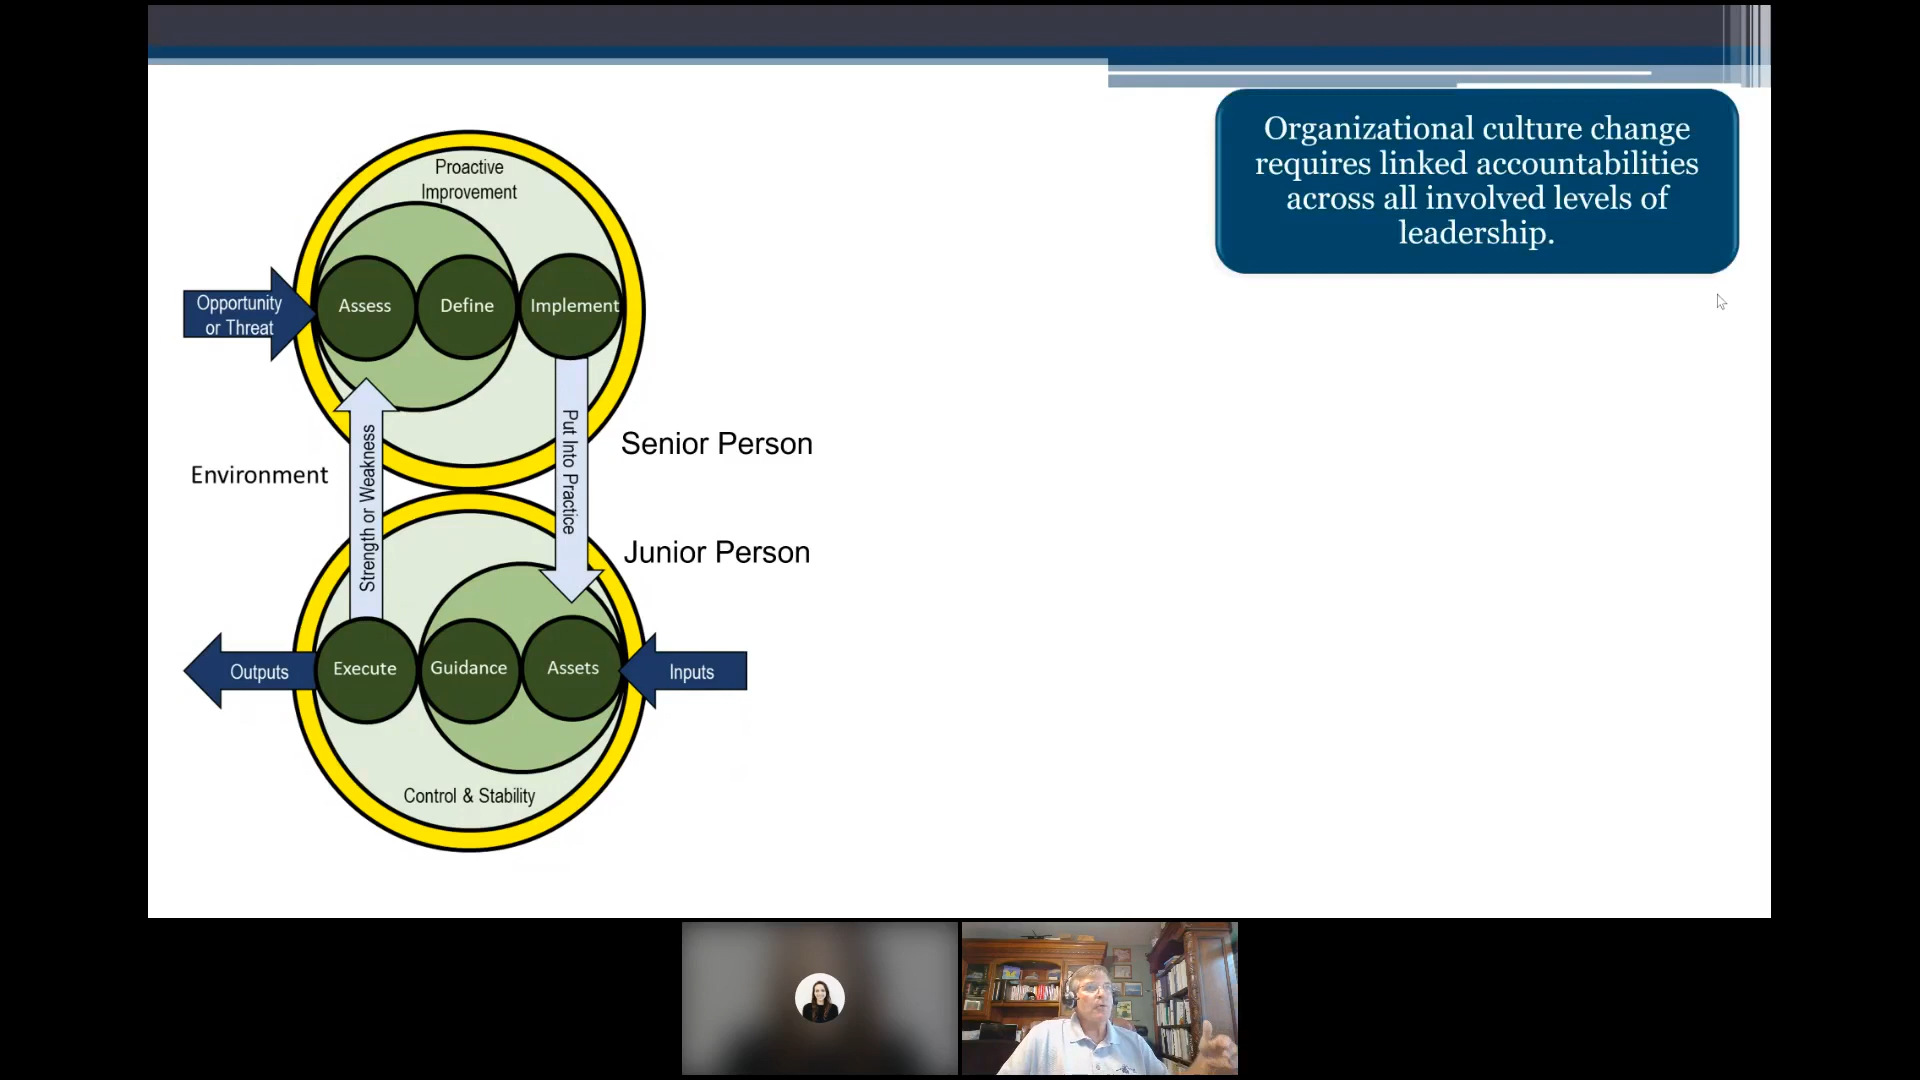 Organizational culture change
requires linked accountabilities
across all involved levels of
leadership.
Proactive
Improvement
Opportunity
or Threat
Assess
Define
Implement
Strength or Weakness
Put Into Practice
Environment
Senior Person
Junior Person
Outputs
Execute
Guidance
Assets
Inputs
Control & Stability